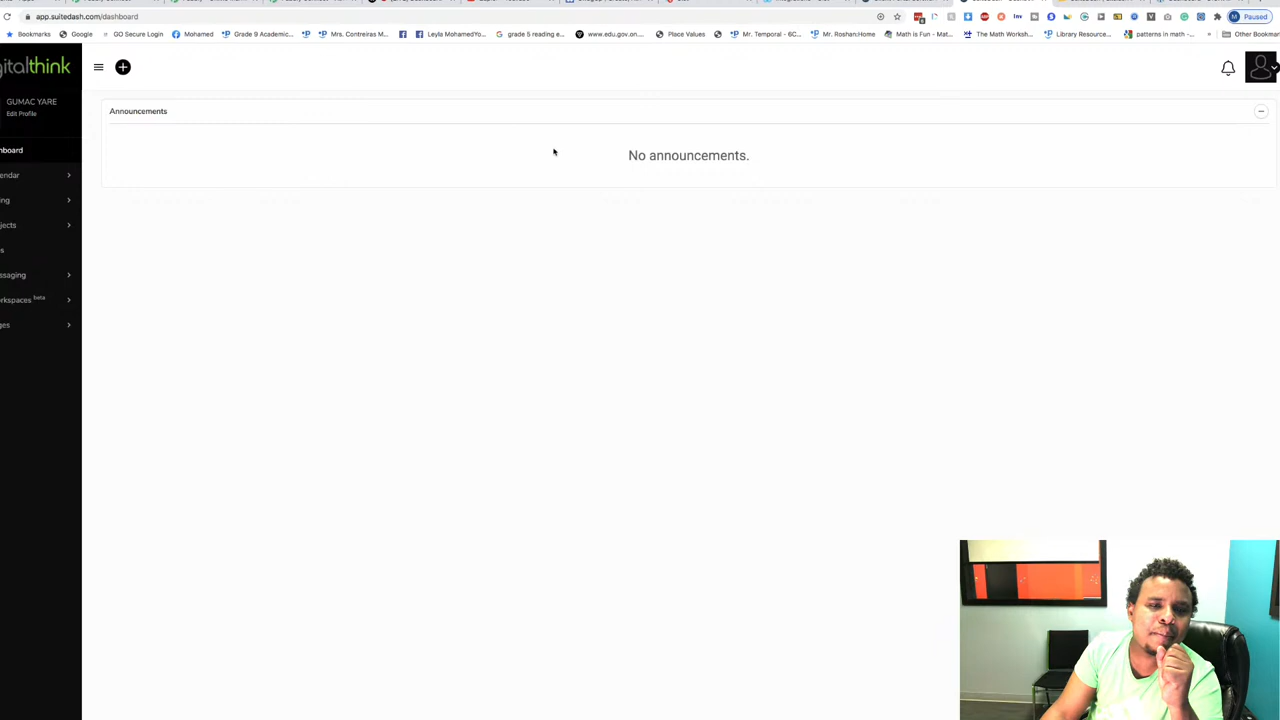 app.suitedash.com/dashboard
Paused
Bookmarks
Google
GO Secure Login
Mohamed
Grade 9 Academic...
Mrs. Contreiras M...
Leyla MohamedYo...
grade 5 reading e...
www.edu.gov.on....
Place Values
Mr. Temporal - 6C...
Mr. Roshan:Home
Math is Fun - Mat...
The Math Worksh...
Library Resource...
patterns in math -...
»
Other Bookmar
gitalthink
GUMAC YARE
Edit Profile
Announcements
No announcements.
hboard
endar
ng
jects
s
ssaging
rkspaces beta
ges